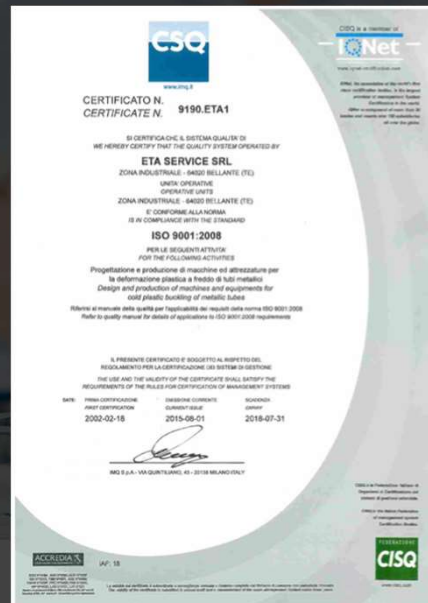 CSQ
www.imq.it
CISQ is a member of
IQNet
www.iqnet-certification.com
CERTIFICATO N.
CERTIFICATE N.
9190.ETA1
SI CERTIFICA CHE IL SISTEMA QUALITA' DI
WE HEREBY CERTIFY THAT THE QUALITY SYSTEM OPERATED BY
ETA SERVICE SRL
ZONA INDUSTRIALE - 64020 BELLANTE (TE)
UNITA' OPERATIVE
OPERATIVE UNITS
ZONA INDUSTRIALE - 64020 BELLANTE (TE)
E' CONFORME ALLA NORMA
IS IN COMPLIANCE WITH THE STANDARD
ISO 9001:2008
PER LE SEGUENTI ATTIVITA'
FOR THE FOLLOWING ACTIVITIES
Progettazione e produzione di macchine ed attrezzature per
la deformazione plastica a freddo di tubi metallici
Design and production of machines and equipments for
cold plastic buckling of metallic tubes
Riferirsi al manuale della qualità per l'applicabilità dei requisiti della norma ISO 9001:2008
Refer to quality manual for details of applications to ISO 9001:2008 requirements
IL PRESENTE CERTIFICATO E' SOGGETTO AL RISPETTO DEL
REGOLAMENTO PER LA CERTIFICAZIONE DEI SISTEMI DI GESTIONE
THE USE AND THE VALIDITY OF THE CERTIFICATE SHALL SATISFY THE
REQUIREMENTS OF THE RULES FOR CERTIFICATION OF MANAGEMENT SYSTEMS
DATE: PRIMA CERTIFICAZIONE EMISSIONE CORRENTE SCADENZA
FIRST CERTIFICATION CURRENT ISSUE EXPIRY
2002-02-18 2015-08-01 2018-07-31
IMQ S.p.A - VIA QUINTILIANO, 43 - 20138 MILANO ITALY
ACCREDIA
IAF: 18
FEDERAZIONE
CISQ
www.cisq.com